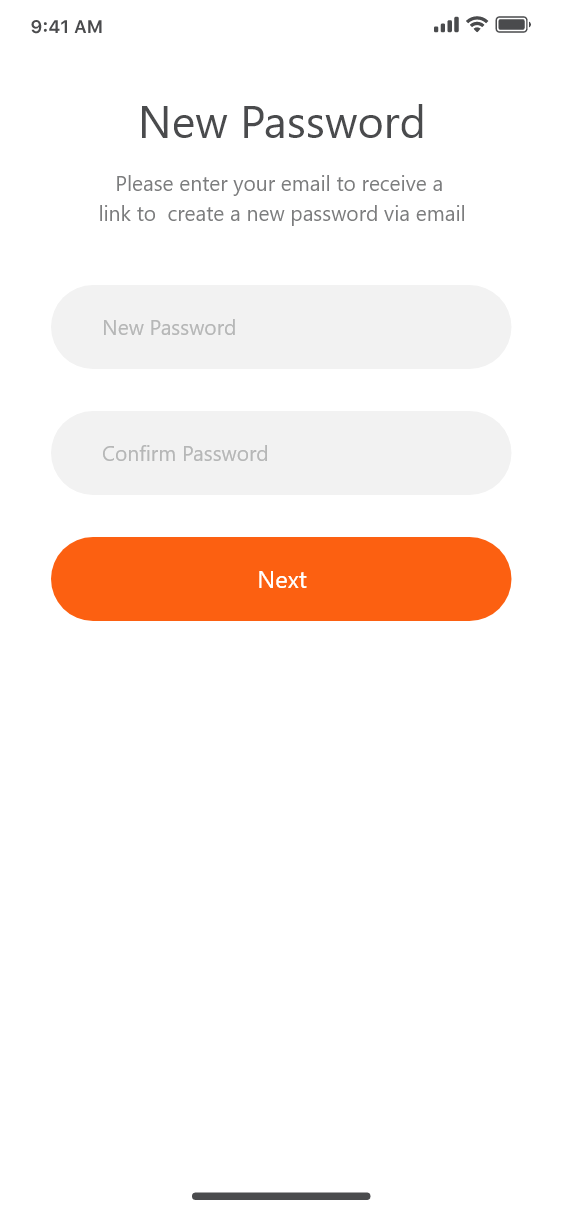 9:41 AM
New Password
Please enter your email to receive a
link to  create a new password via email
New Password
Confirm Password
Next